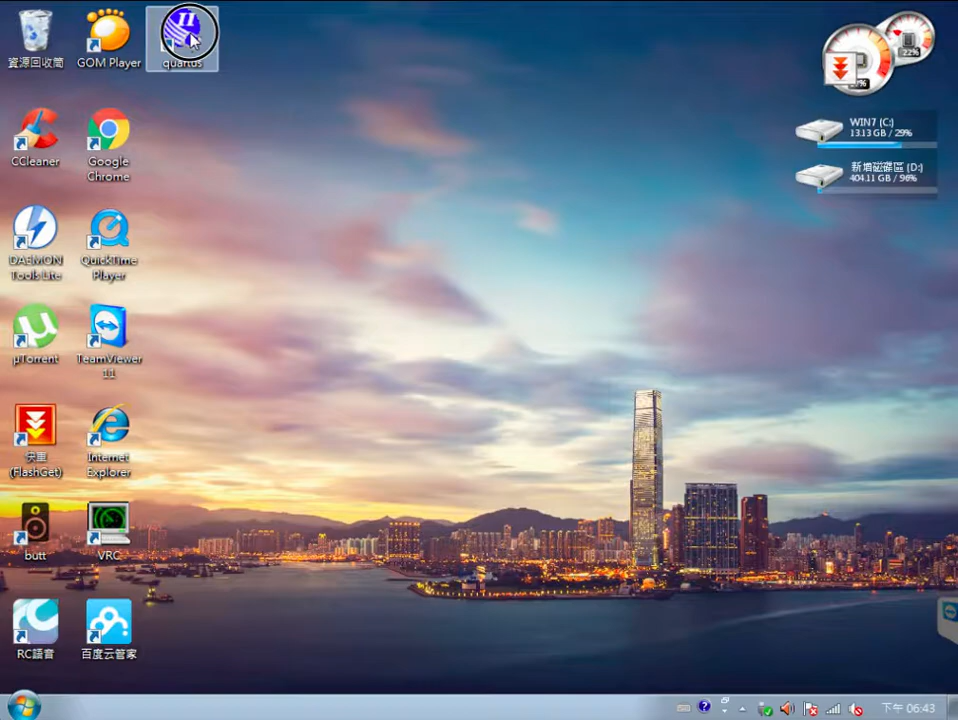 資源回收筒
GOM Player
quartus
CCleaner
Google
Chrome
DAEMON
Tools Lite
QuickTime
Player
µTorrent
TeamViewer
11
快車
(FlashGet)
Internet
Explorer
butt
VRC
RC語音
百度云管家
22%
WIN7 (C:)
13.13 GB / 29%
新增磁碟區 (D:)
404.11 GB / 96%
下午 06:43